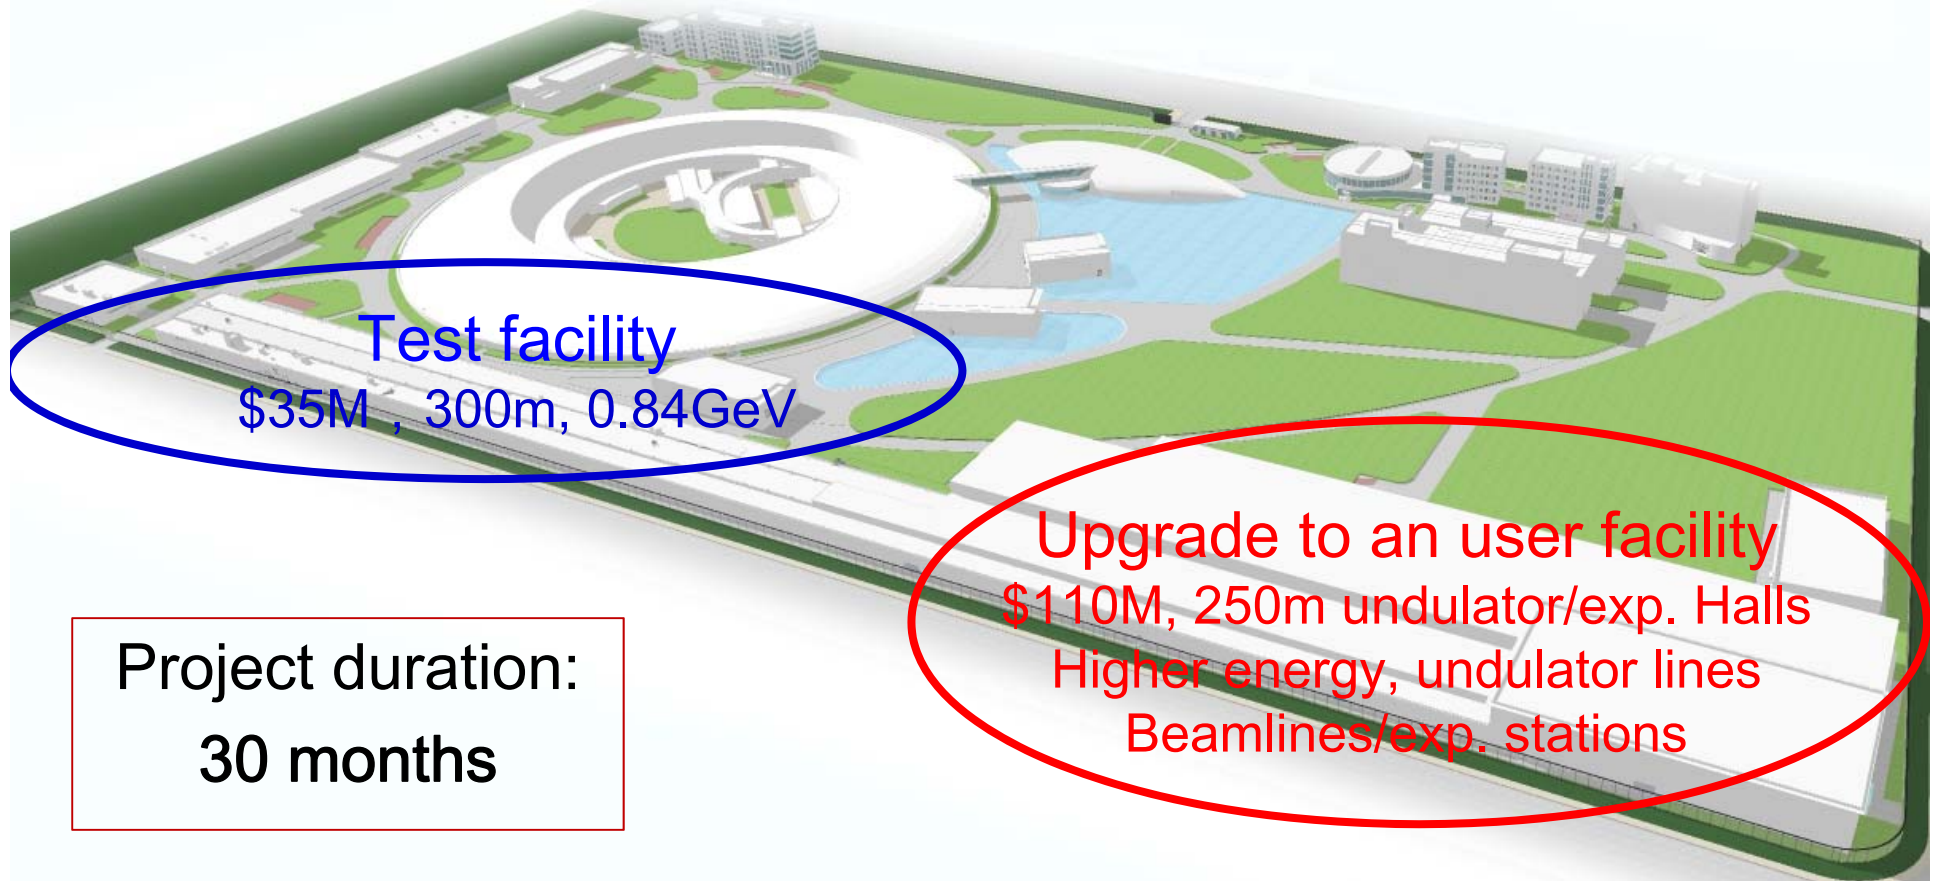 Test facility
$35M , 300m, 0.84GeV
Upgrade to an user facility
$110M, 250m undulator/exp. Halls
Higher energy, undulator lines
Beamlines/exp. stations
Project duration:
30 months